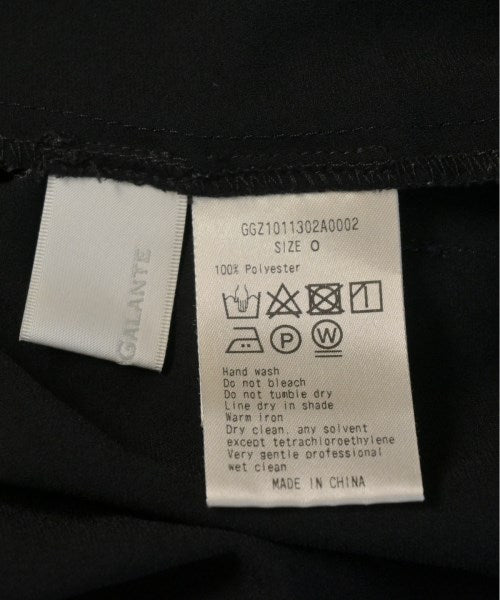 GALANTE
GGZ1011302A0002
SIZE O
100% Polyester
P
W
Hand wash
Do not bleach
Do not tumble dry
Line dry in shade
Warm iron
Dry clean. any solvent
except tetrachloroethylene
Very gentle professional
wet clean
MADE IN CHINA